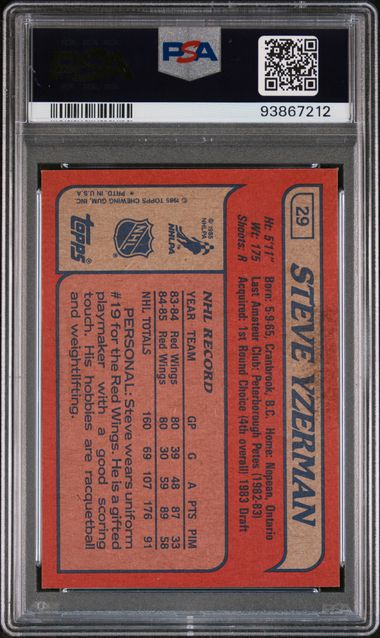 PSA
PSA
93867212
29
STEVE YZERMAN
Ht: 5'11"
Wt: 175
Shoots: R
Born: 5-9-65, Cranbrook, B.C. Home: Nepean, Ontario
Last Amateur Club: Peterborough Petes (1982-83)
Acquired: 1st Round Choice (4th overall) 1983 Draft
NHL RECORD
YEAR TEAM GP G A PTS PIM
83-84 Red Wings 80 39 48 87 33
84-85 Red Wings 80 30 59 89 58
NHL TOTALS 160 69 107 176 91
PERSONAL: Steve wears uniform
#19 for the Red Wings. He is a gifted
playmaker with a good scoring
touch. His hobbies are racquetball
and weightlifting.
© 1985 TOPPS CHEWING GUM, INC.
✶ PRTD. IN U.S.A.
© 1985
NHLPA
NHLPA
NHL
topps®